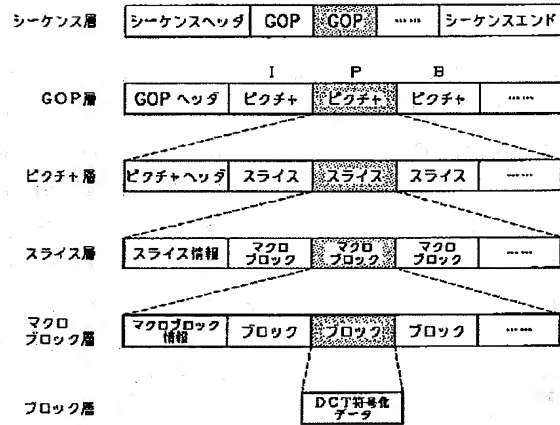 シーケンス層 シーケンスヘッダ GOP GOP …… シーケンスエンド
I P B
GOP層 GOP ヘッダ ピクチャ ピクチャ ピクチャ ……
ピクチャ層 ピクチャヘッダ スライス スライス スライス ……
スライス層 スライス情報 マクロブロック マクロブロック マクロブロック ……
マクロブロック層 マクロブロック情報 ブロック ブロック ブロック ……
ブロック層 DCT符号化データ